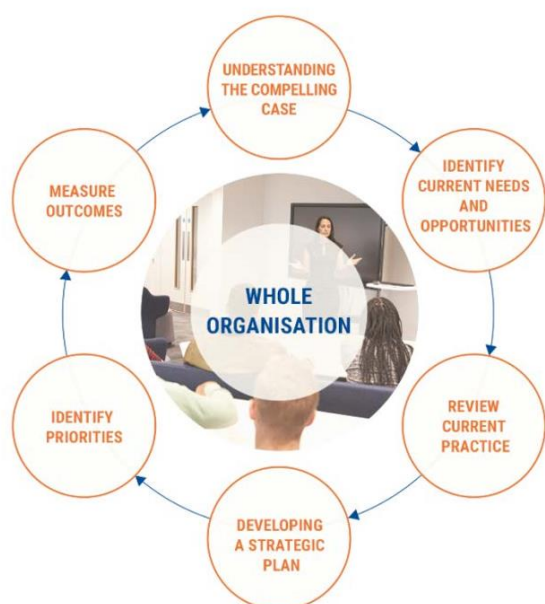 UNDERSTANDING
THE COMPELLING
CASE
IDENTIFY
CURRENT NEEDS
AND
OPPORTUNITIES
REVIEW
CURRENT
PRACTICE
DEVELOPING
A STRATEGIC
PLAN
IDENTIFY
PRIORITIES
MEASURE
OUTCOMES
WHOLE
ORGANISATION